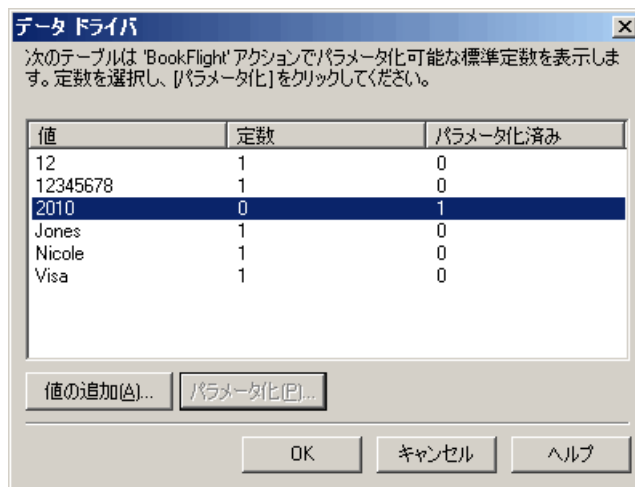 データ ドライバ
次のテーブルは 'BookFlight' アクションでパラメータ化可能な標準定数を表示しま
す。定数を選択し、[パラメータ化] をクリックしてください。
値 定数 パラメータ化済み
12 1 0
12345678 1 0
2010 0 1
Jones 1 0
Nicole 1 0
Visa 1 0
値の追加(A)... パラメータ化(P)...
OK キャンセル ヘルプ